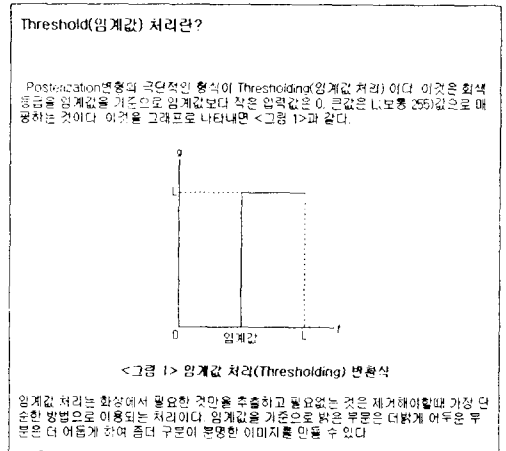 Threshold(임계값) 처리란?
Posterization변형의 극단적인 형식이 Thresholding(임계값 처리) 이다. 이것은 회색
등급을 임계값을 기준으로 임계값보다 작은 입력값은 0, 큰값은 L(보통 255)값으로 매
핑하는 것이다. 이것을 그래프로 나타내면 <그림 1>과 같다.
g
L
0 임계값 L f
<그림 1> 임계값 처리(Thresholding) 변환식
임계값 처리는 화상에서 필요한 것만을 추출하고 필요없는 것은 제거해야할때 가장 단
순한 방법으로 이용되는 처리이다. 임계값을 기준으로 밝은 부분은 더밝게 어두운 부
분은 더 어둡게 하여 좀더 구분이 분명한 이미지를 만들 수 있다